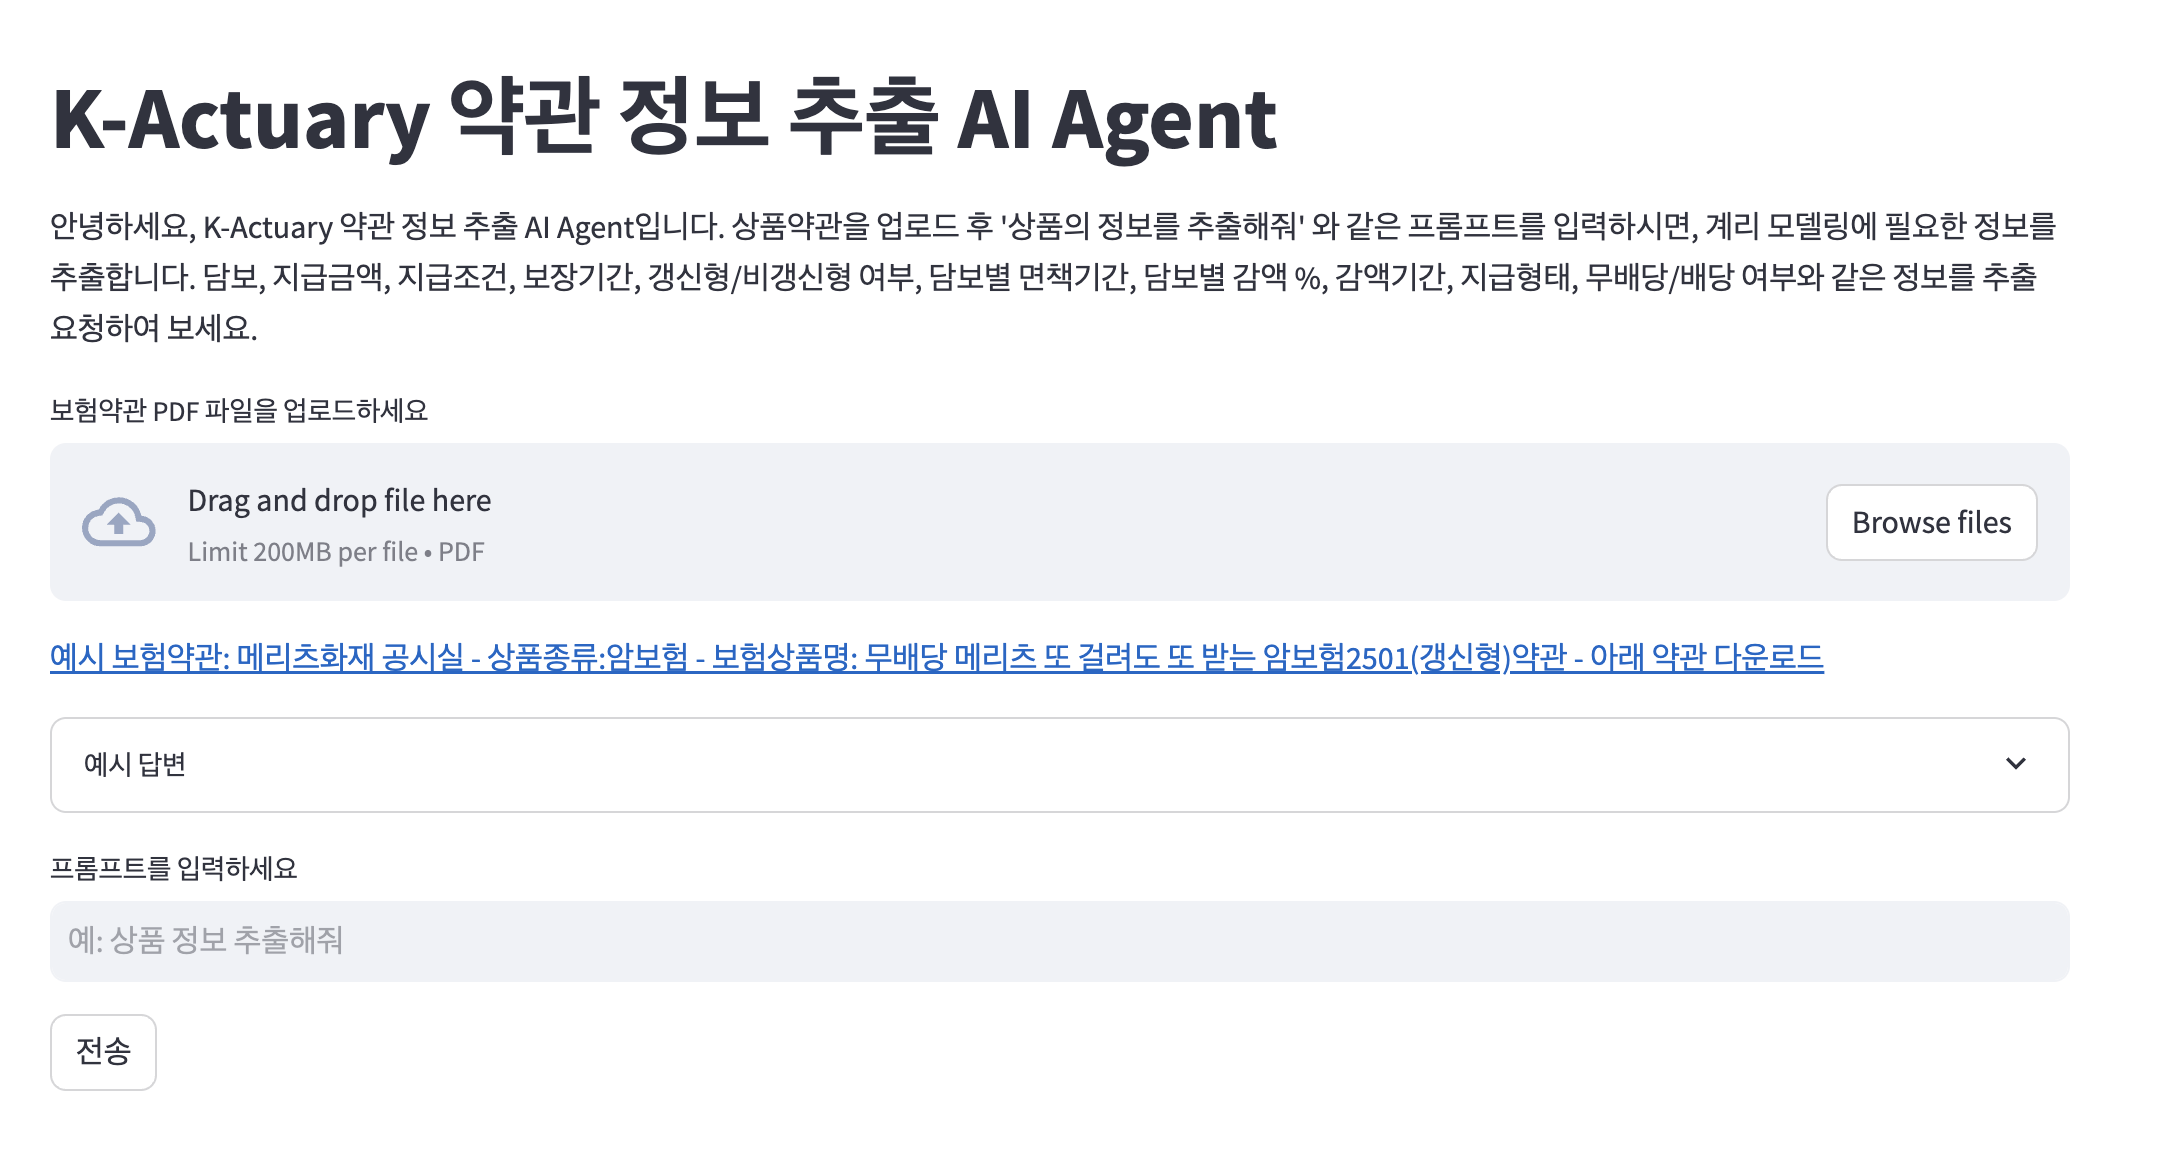 K-Actuary 약관 정보 추출 AI Agent
안녕하세요, K-Actuary 약관 정보 추출 AI Agent입니다. 상품약관을 업로드 후 '상품의 정보를 추출해줘' 와 같은 프롬프트를 입력하시면, 계리 모델링에 필요한 정보를
추출합니다. 담보, 지급금액, 지급조건, 보장기간, 갱신형/비갱신형 여부, 담보별 면책기간, 담보별 감액 %, 감액기간, 지급형태, 무배당/배당 여부와 같은 정보를 추출
요청하여 보세요.
보험약관 PDF 파일을 업로드하세요
Drag and drop file here
Limit 200MB per file • PDF
Browse files
예시 보험약관: 메리츠화재 공시실 - 상품종류:암보험 - 보험상품명: 무배당 메리츠 또 걸려도 또 받는 암보험2501(갱신형)약관 - 아래 약관 다운로드
예시 답변
프롬프트를 입력하세요
예: 상품 정보 추출해줘
전송